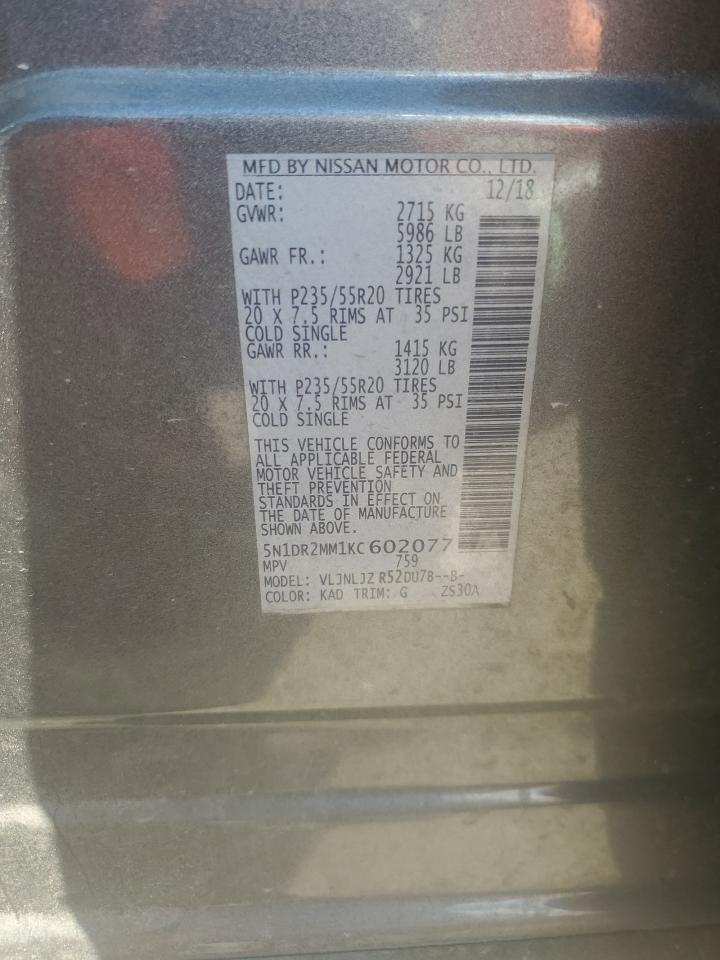 MFD BY NISSAN MOTOR CO., LTD.
DATE: 12/18
GVWR: 2715 KG
5986 LB
GAWR FR.: 1325 KG
2921 LB
WITH P235/55R20 TIRES
20 X 7.5 RIMS AT 35 PSI
COLD SINGLE
GAWR RR.: 1415 KG
3120 LB
WITH P235/55R20 TIRES
20 X 7.5 RIMS AT 35 PSI
COLD SINGLE
THIS VEHICLE CONFORMS TO
ALL APPLICABLE FEDERAL
MOTOR VEHICLE SAFETY AND
THEFT PREVENTION
STANDARDS IN EFFECT ON
THE DATE OF MANUFACTURE
SHOWN ABOVE.
5N1DR2MM1KC602077
MPV 759
MODEL: VLJNLJZ R52DU7B--B-
COLOR: KAD TRIM: G ZS30A